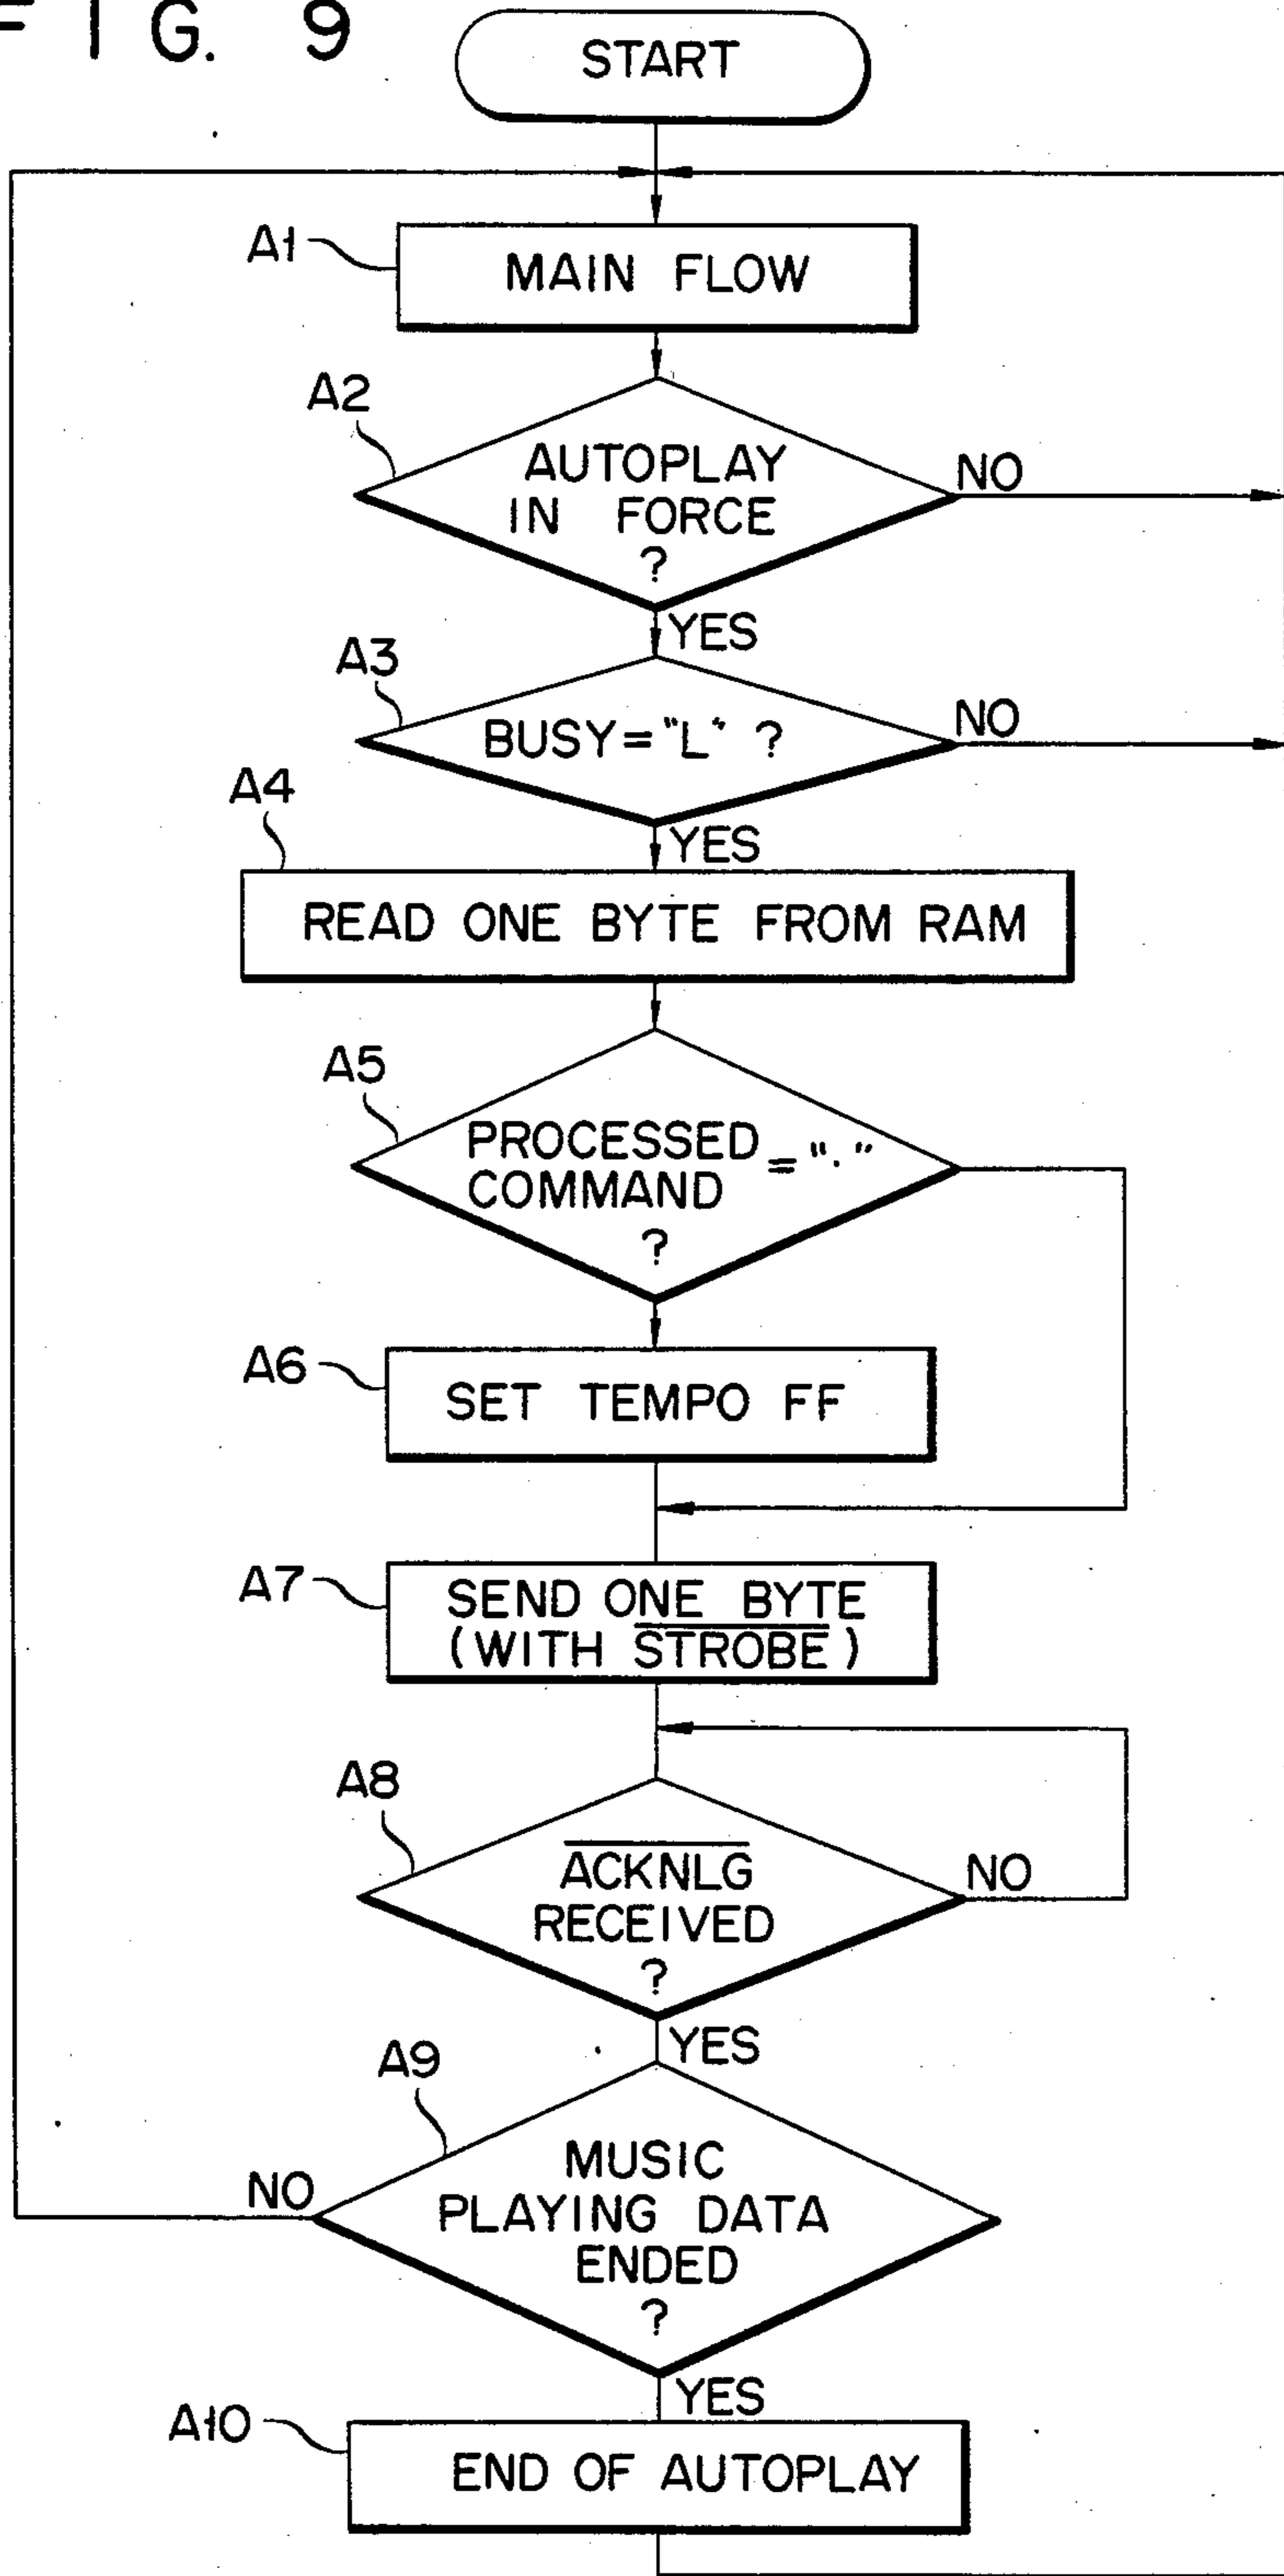 FIG. 9
START
A1
MAIN FLOW
A2
AUTOPLAY
IN FORCE
?
NO
YES
A3
BUSY="L" ?
NO
YES
A4
READ ONE BYTE FROM RAM
A5
PROCESSED
COMMAND
= "."
?
A6
SET TEMPO FF
A7
SEND ONE BYTE
(WITH STROBE)
A8
ACKNLG
RECEIVED
?
NO
YES
A9
MUSIC
PLAYING DATA
ENDED
?
NO
YES
A10
END OF AUTOPLAY